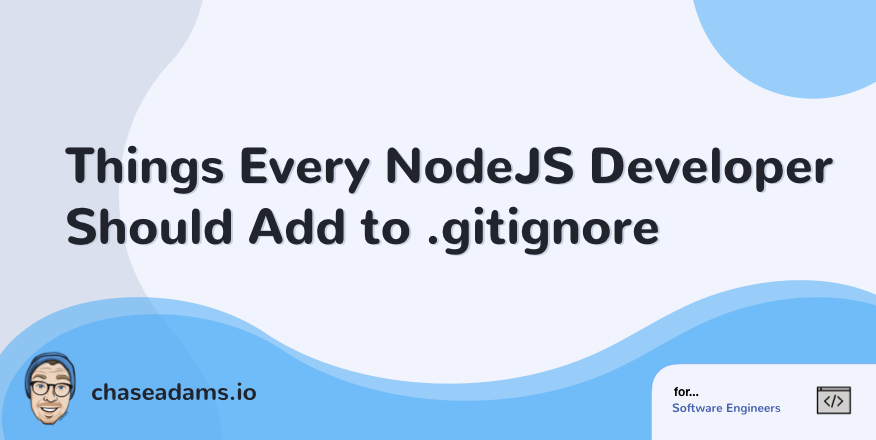 Things Every NodeJS Developer
Should Add to .gitignore
chaseadams.io
for...
Software Engineers
</>